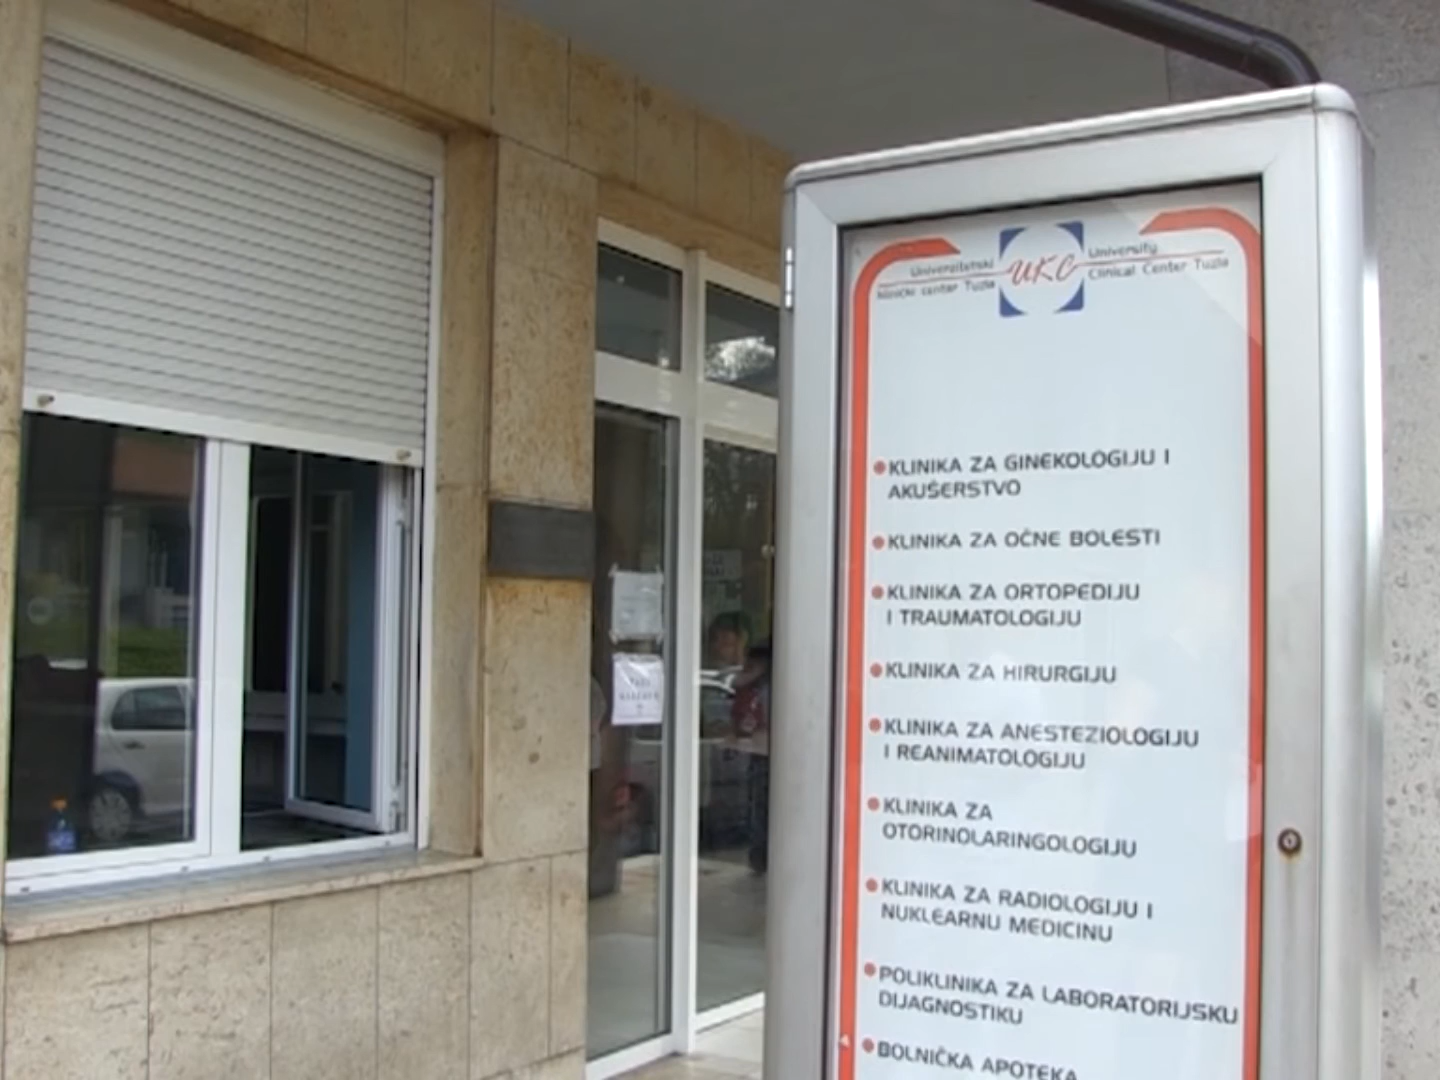 Univerzitetski
klinički centar Tuzla
UKC
University
Clinical Center Tuzla
KLINIKA ZA GINEKOLOGIJU I
AKUŠERSTVO
KLINIKA ZA OČNE BOLESTI
KLINIKA ZA ORTOPEDIJU
I TRAUMATOLOGIJU
KLINIKA ZA HIRURGIJU
KLINIKA ZA ANESTEZIOLOGIJU
I REANIMATOLOGIJU
KLINIKA ZA
OTORINOLARINGOLOGIJU
KLINIKA ZA RADIOLOGIJU I
NUKLEARNU MEDICINU
POLIKLINIKA ZA LABORATORIJSKU
DIJAGNOSTIKU
BOLNIČKA APOTEKA